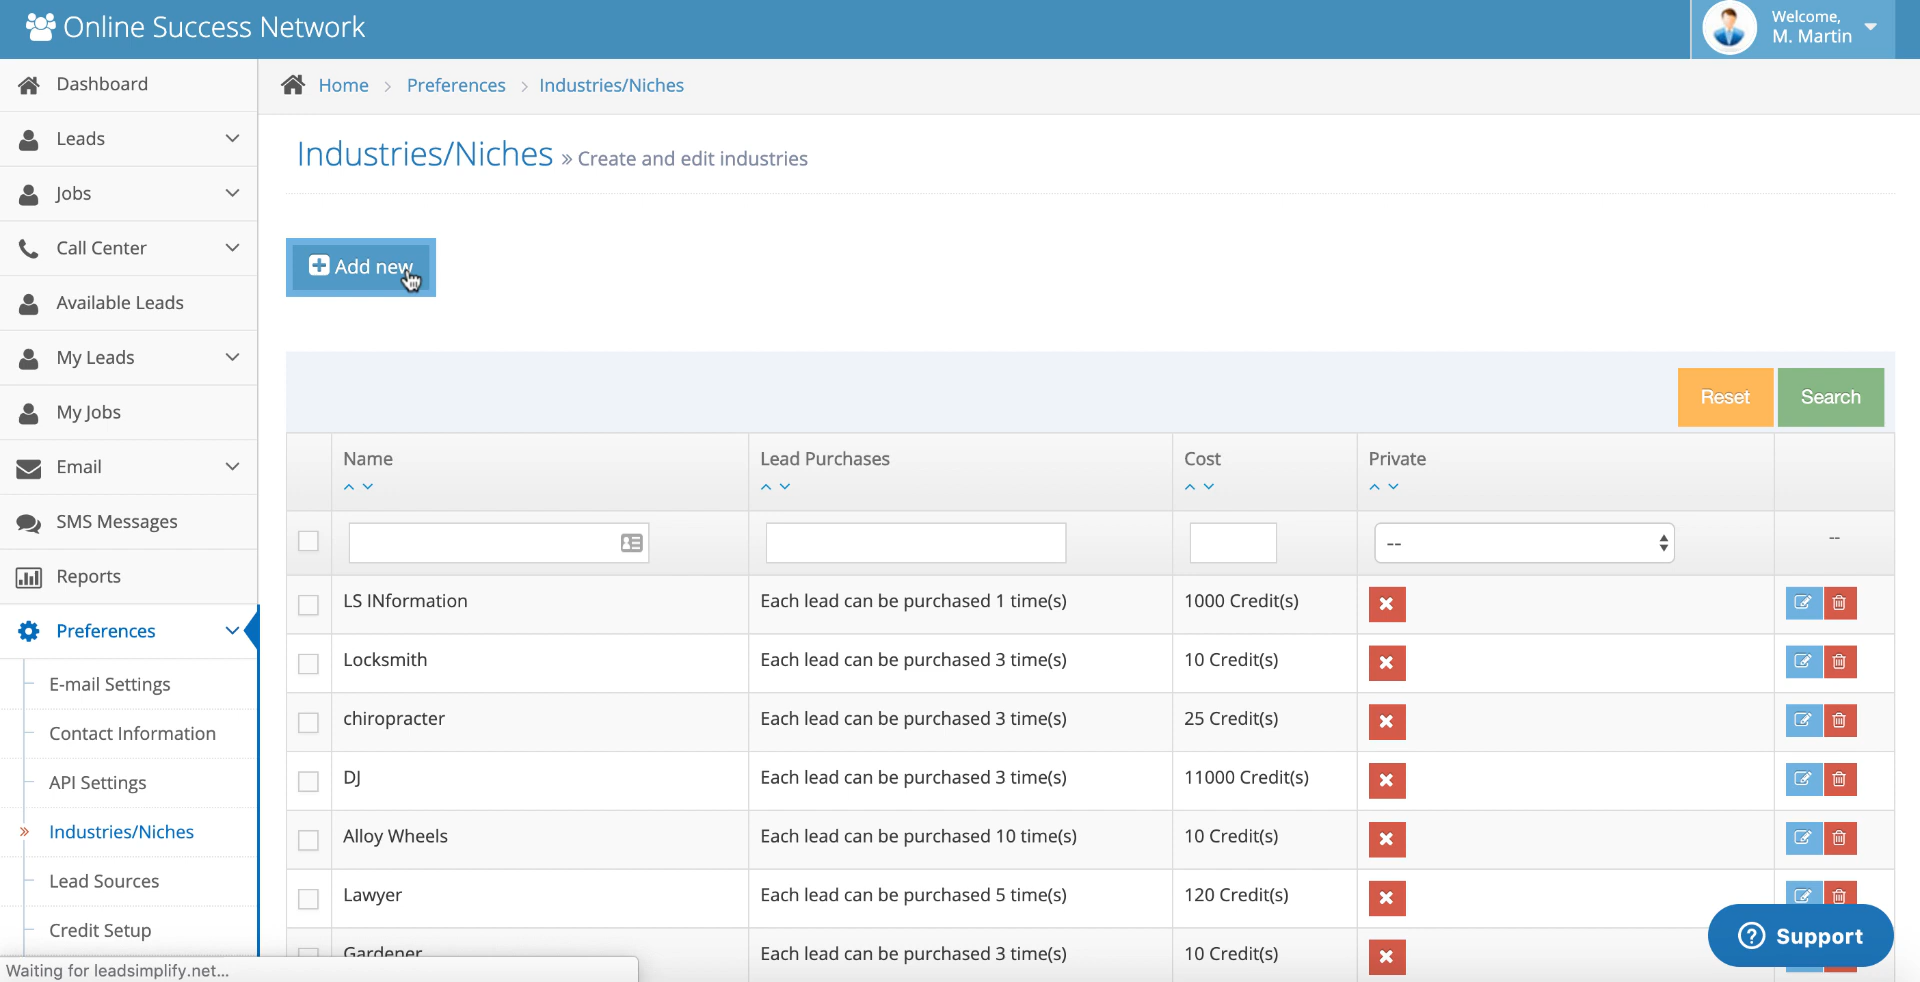 Online Success Network
Welcome,
M. Martin
Dashboard
Leads
Jobs
Call Center
Available Leads
My Leads
My Jobs
Email
SMS Messages
Reports
Preferences
E-mail Settings
Contact Information
API Settings
» Industries/Niches
Lead Sources
Credit Setup
Home > Preferences > Industries/Niches
Industries/Niches » Create and edit industries
Add new
Reset Search
Name Lead Purchases Cost Private
-- --
LS INformation Each lead can be purchased 1 time(s) 1000 Credit(s)
Locksmith Each lead can be purchased 3 time(s) 10 Credit(s)
chiropracter Each lead can be purchased 3 time(s) 25 Credit(s)
DJ Each lead can be purchased 3 time(s) 11000 Credit(s)
Alloy Wheels Each lead can be purchased 10 time(s) 10 Credit(s)
Lawyer Each lead can be purchased 5 time(s) 120 Credit(s)
Gardener Each lead can be purchased 3 time(s) 10 Credit(s)
? Support
Waiting for leadsimplify.net...